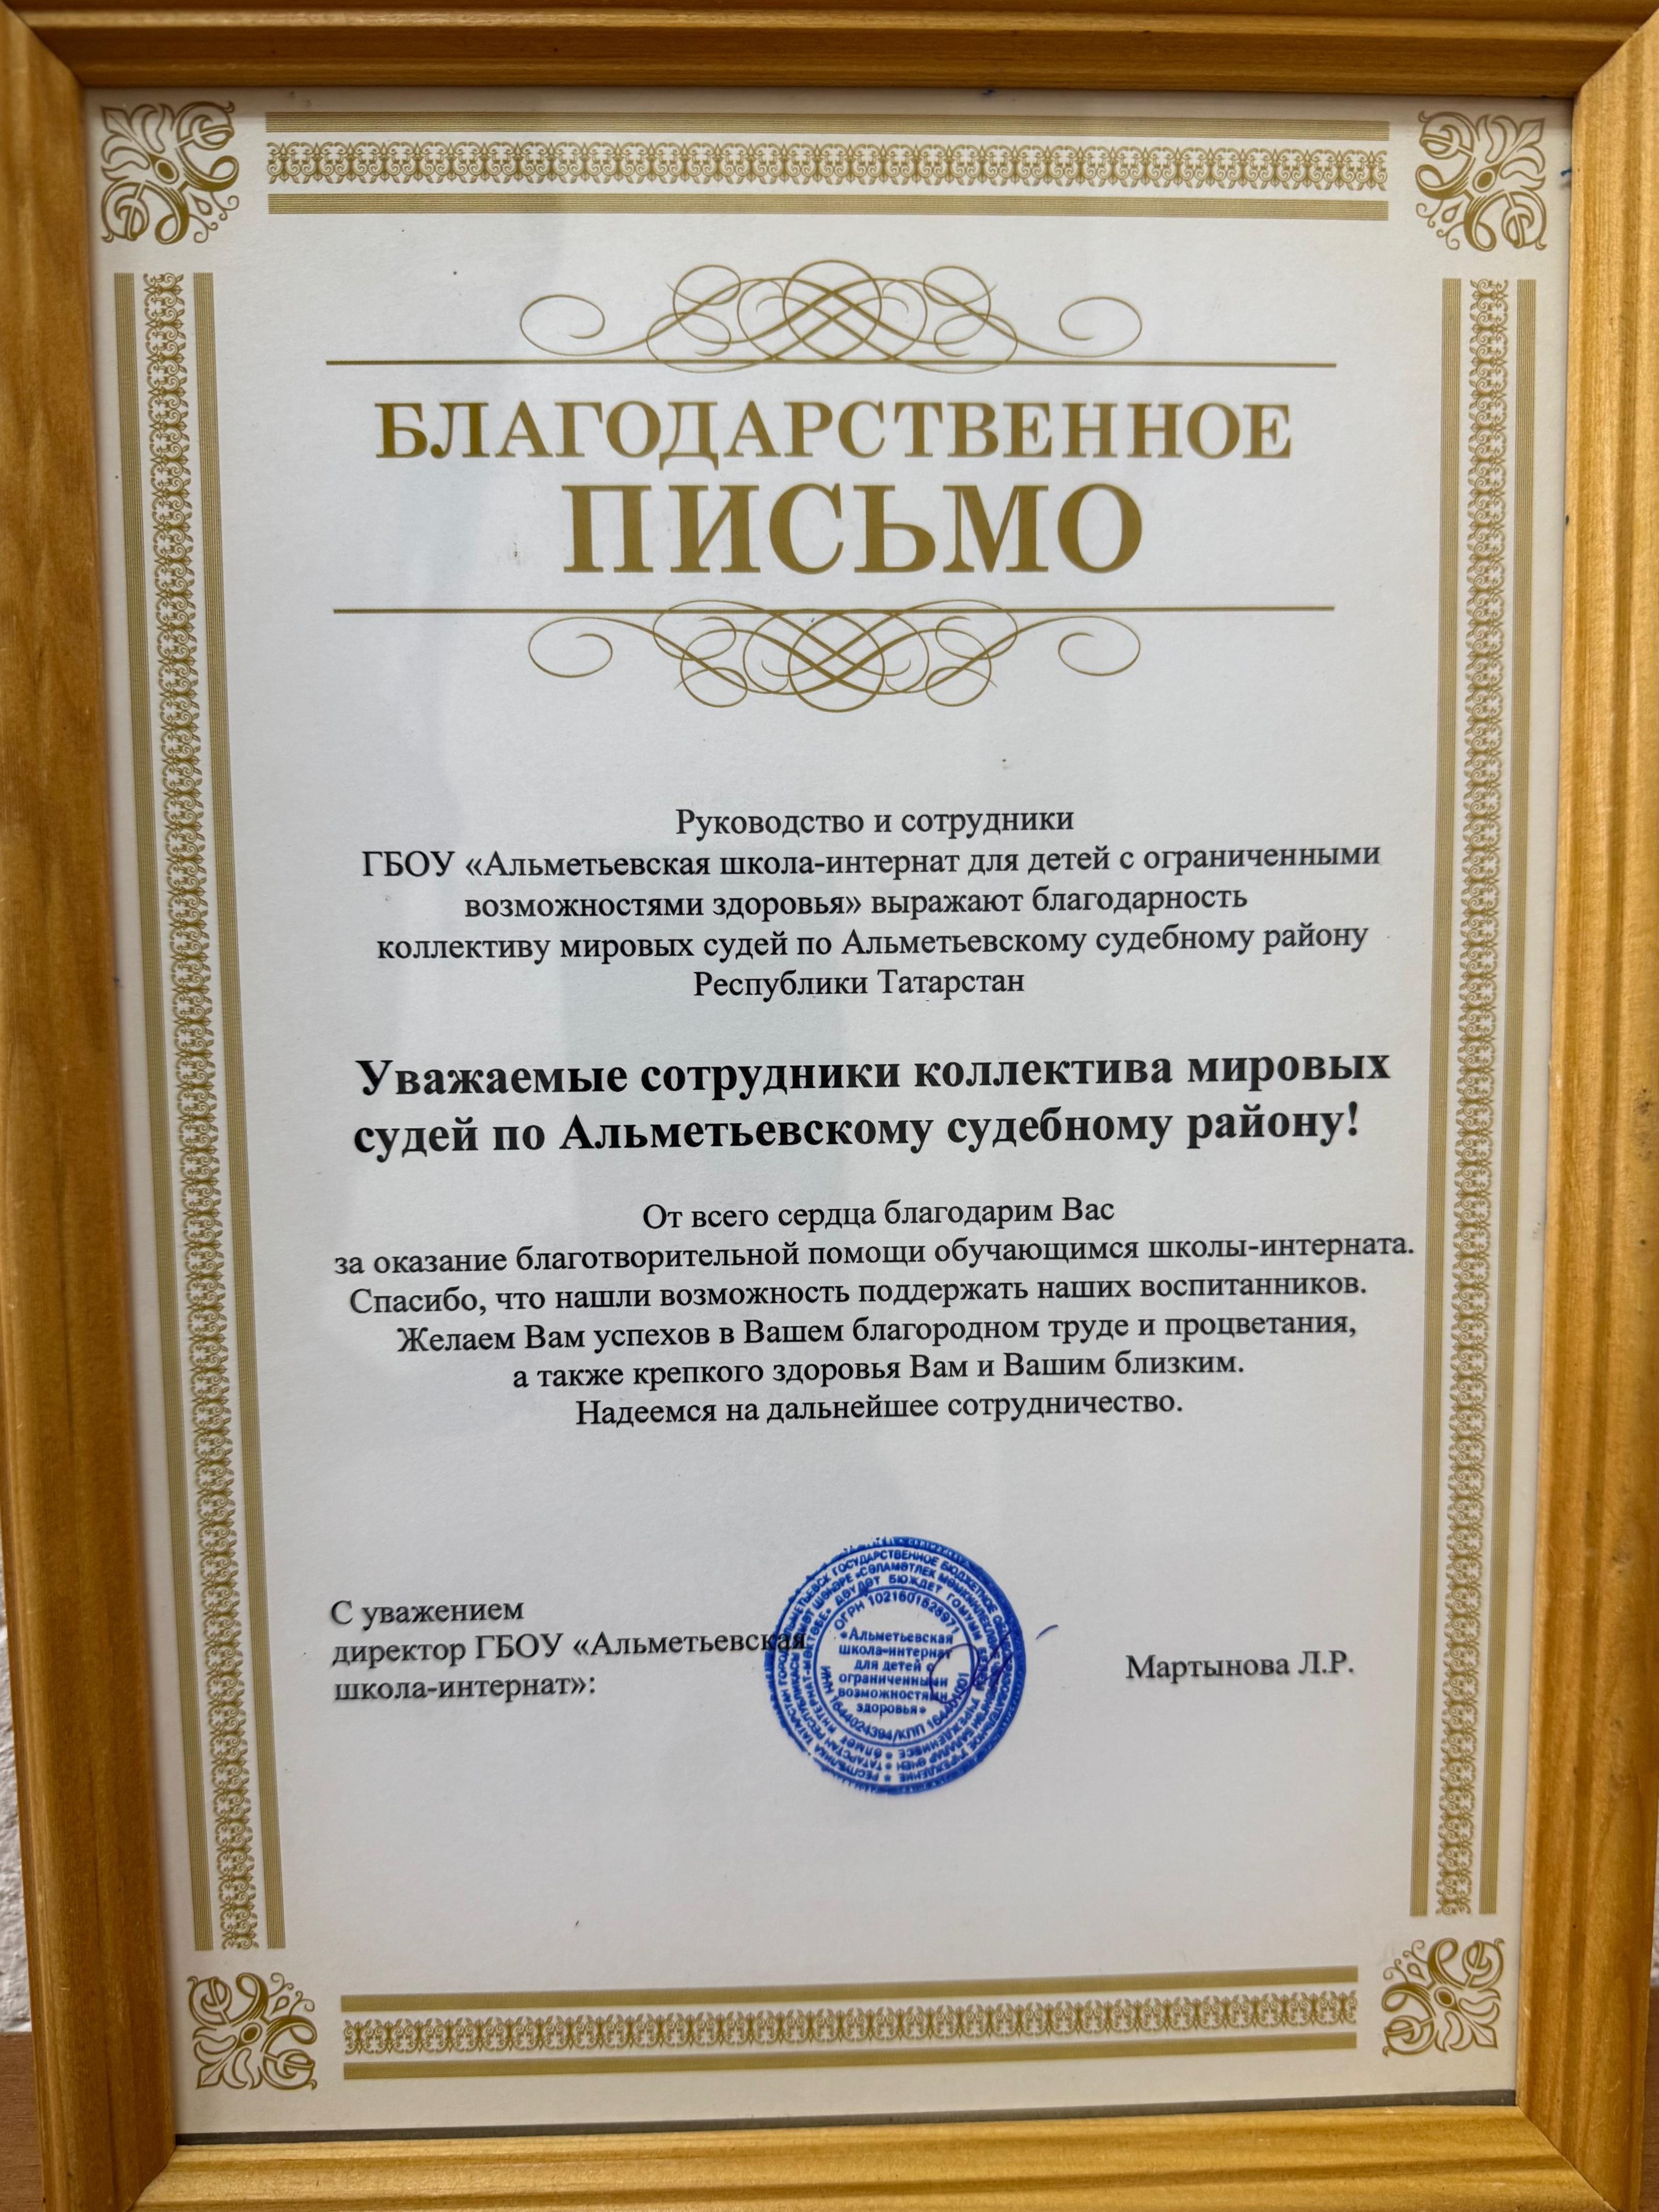 БЛАГОДАРСТВЕННОЕ
ПИСЬМО
Руководство и сотрудники
ГБОУ «Альметьевская школа-интернат для детей с ограниченными
возможностями здоровья» выражают благодарность
коллективу мировых судей по Альметьевскому судебному району
Республики Татарстан
Уважаемые сотрудники коллектива мировых
судей по Альметьевскому судебному району!
От всего сердца благодарим Вас
за оказание благотворительной помощи обучающимся школы-интерната.
Спасибо, что нашли возможность поддержать наших воспитанников.
Желаем Вам успехов в Вашем благородном труде и процветания,
а также крепкого здоровья Вам и Вашим близким.
Надеемся на дальнейшее сотрудничество.
С уважением
директор ГБОУ «Альметьевская
школа-интернат»:
«Альметьевская
школа-интернат
для детей с
ограниченными
возможностями
здоровья»
Мартынова Л.Р.